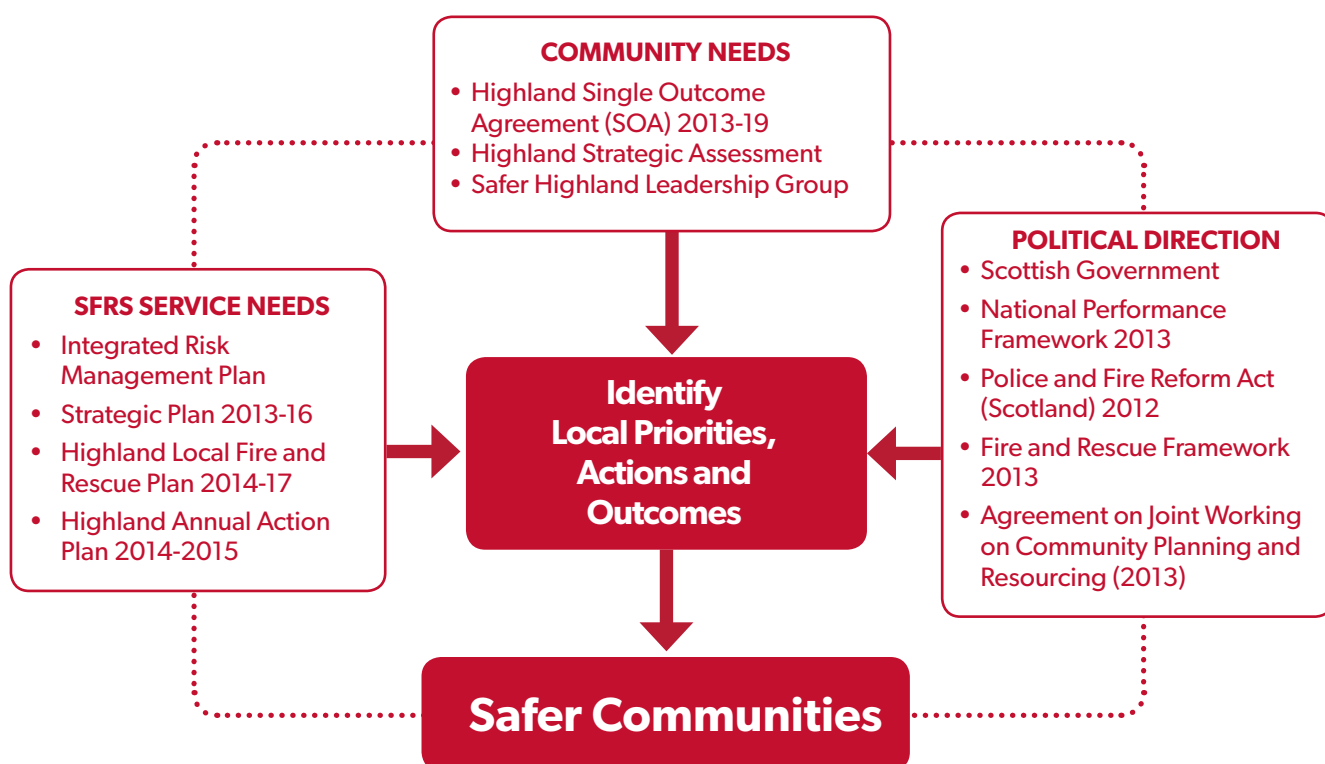 COMMUNITY NEEDS
• Highland Single Outcome
Agreement (SOA) 2013-19
• Highland Strategic Assessment
• Safer Highland Leadership Group
SFRS SERVICE NEEDS
• Integrated Risk
Management Plan
• Strategic Plan 2013-16
• Highland Local Fire and
Rescue Plan 2014-17
• Highland Annual Action
Plan 2014-2015
Identify
Local Priorities,
Actions and
Outcomes
POLITICAL DIRECTION
• Scottish Government
• National Performance
Framework 2013
• Police and Fire Reform Act
(Scotland) 2012
• Fire and Rescue Framework
2013
• Agreement on Joint Working
on Community Planning and
Resourcing (2013)
Safer Communities